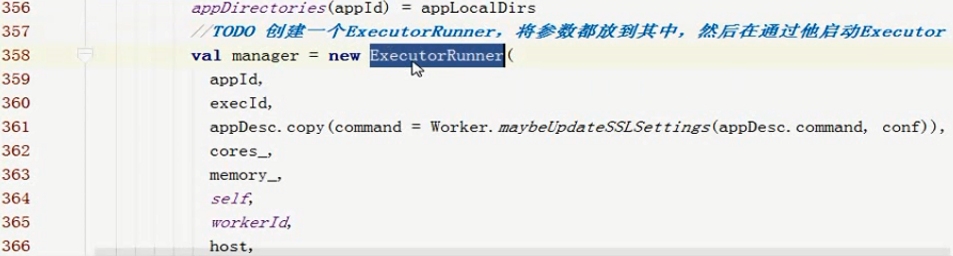 356 appDirectories(appId) = appLocalDirs
357 //TODO 创建一个ExecutorRunner，将参数都放到其中，然后在通过他启动Executor
358 val manager = new ExecutorRunner(
359 appId,
360 execId,
361 appDesc.copy(command = Worker.maybeUpdateSSLSettings(appDesc.command, conf)),
362 cores_,
363 memory_,
364 self,
365 workerId,
366 host,